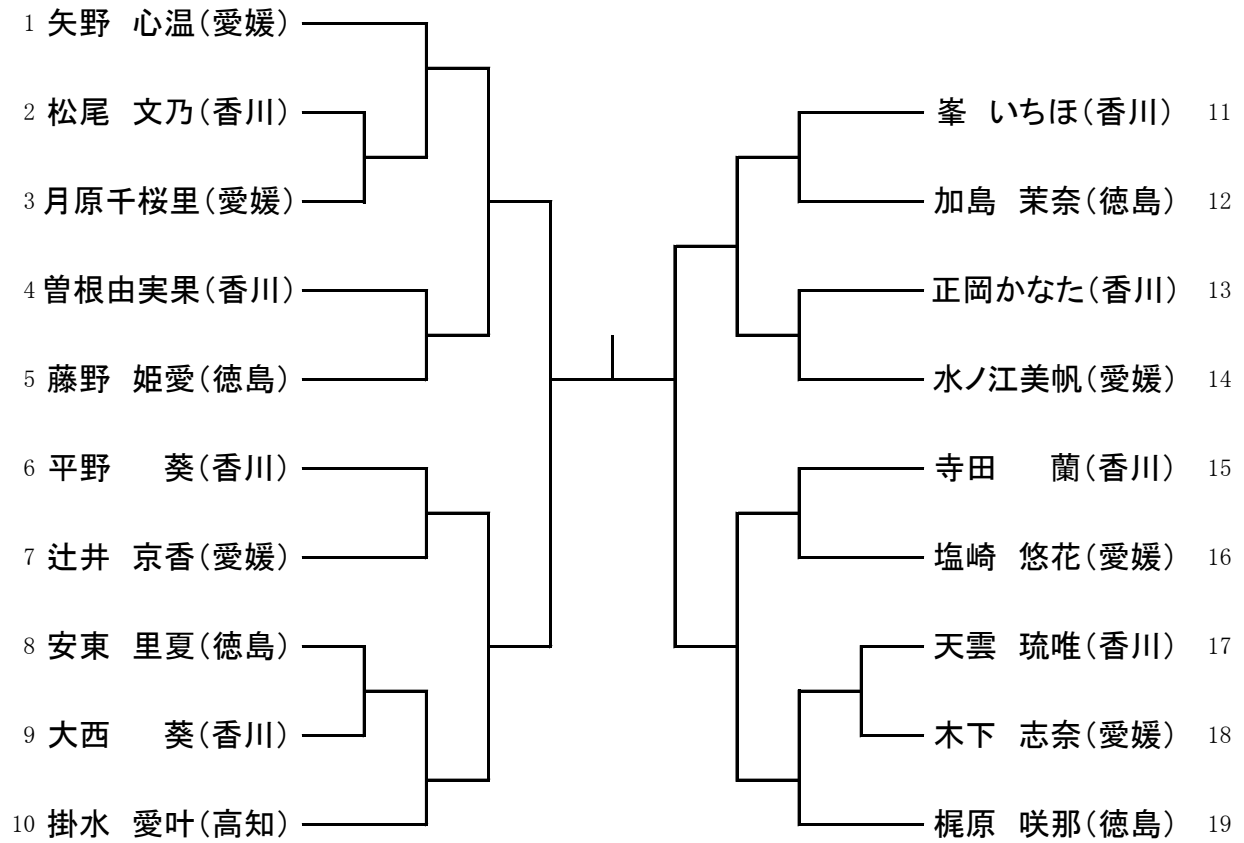 1 矢野 心温(愛媛)
2 松尾 文乃(香川)
3 月原千桜里(愛媛)
4 曽根由実果(香川)
5 藤野 姫愛(徳島)
6 平野 葵(香川)
7 辻井 京香(愛媛)
8 安東 里夏(徳島)
9 大西 葵(香川)
10 掛水 愛叶(高知)
峯 いちほ(香川) 11
加島 茉奈(徳島) 12
正岡かなた(香川) 13
水ノ江美帆(愛媛) 14
寺田 蘭(香川) 15
塩崎 悠花(愛媛) 16
天雲 琉唯(香川) 17
木下 志奈(愛媛) 18
梶原 咲那(徳島) 19